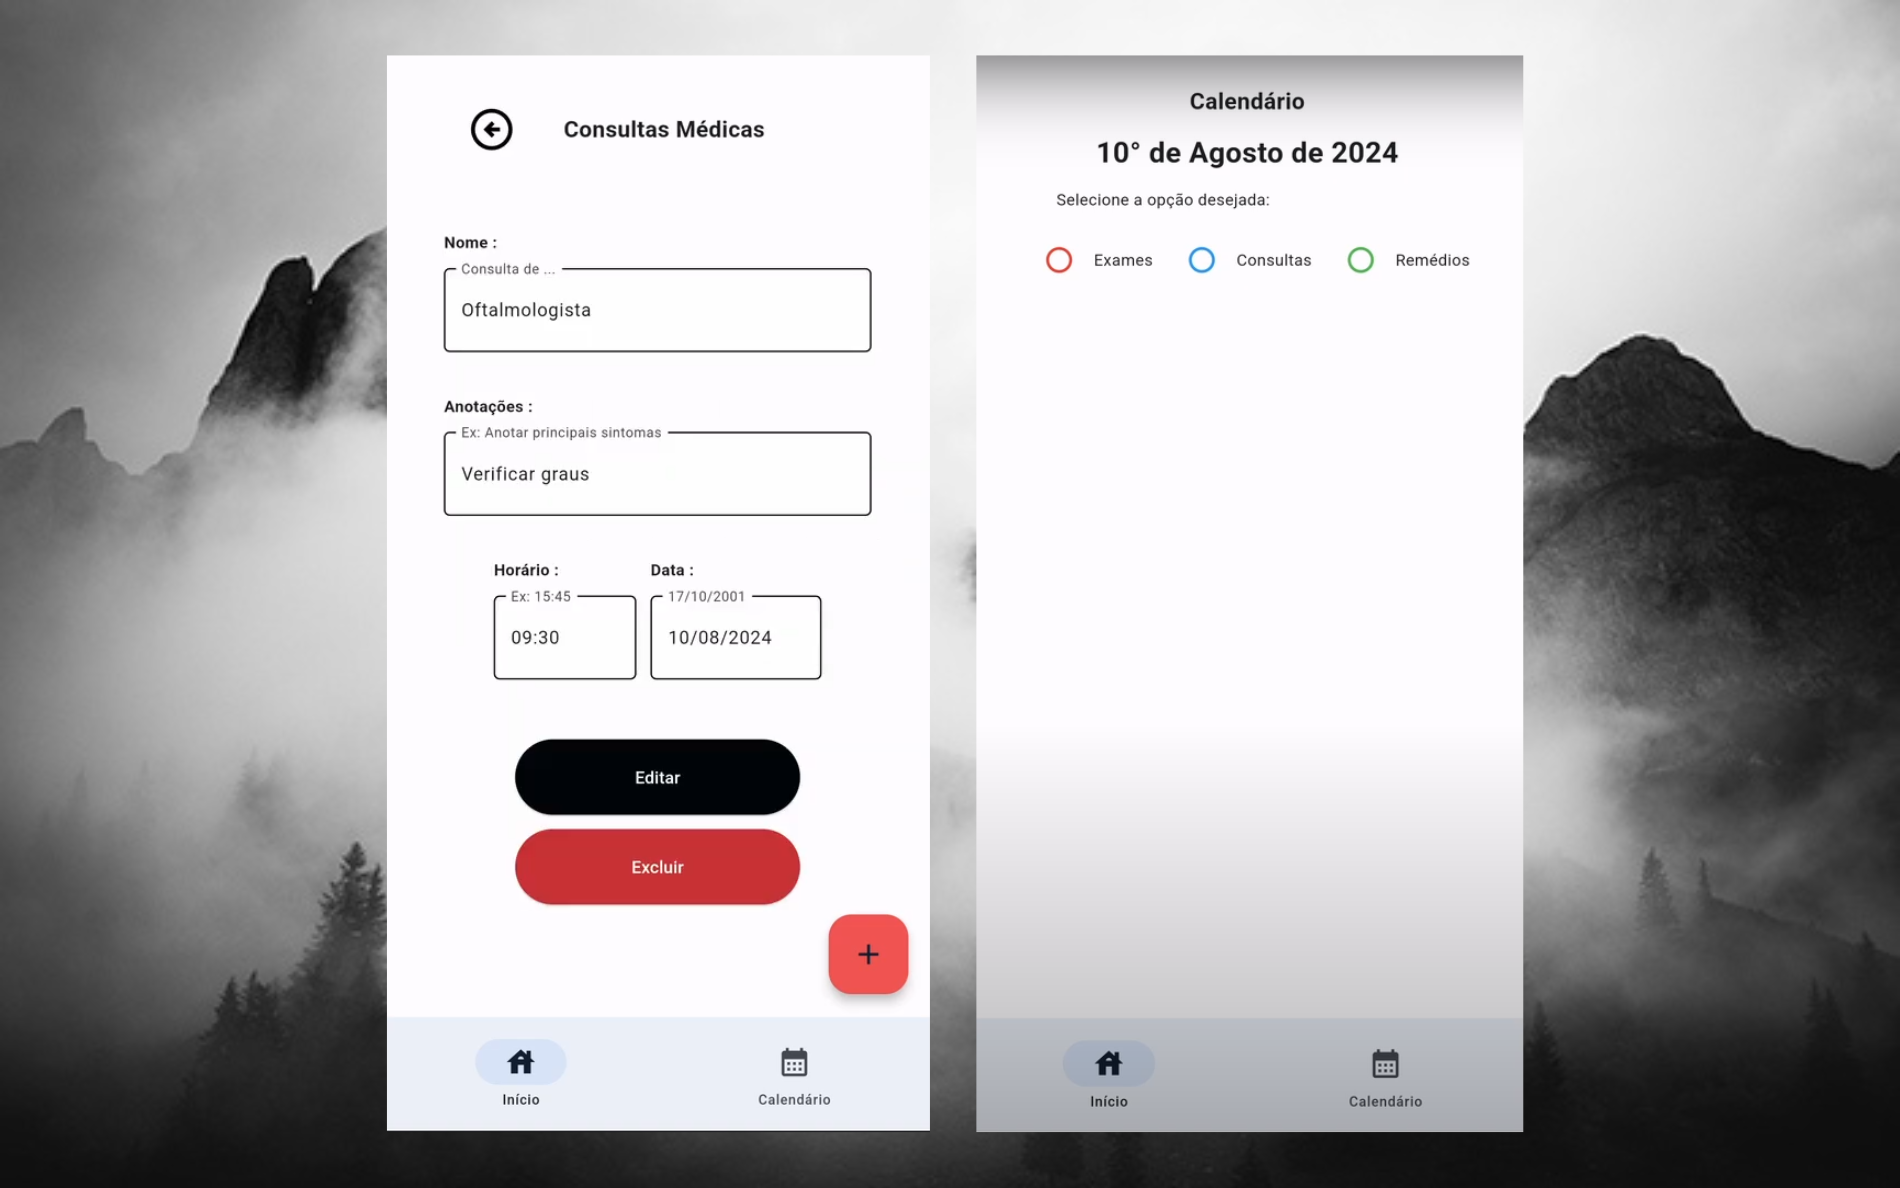 Consultas Médicas
Nome :
Consulta de ...
Oftalmologista
Anotações :
Ex: Anotar principais sintomas
Verificar graus
Horário : Data :
Ex: 15:45 17/10/2001
09:30 10/08/2024
Editar
Excluir
+
Início Calendário
Calendário
10° de Agosto de 2024
Selecione a opção desejada:
Exames Consultas Remédios
Início Calendário